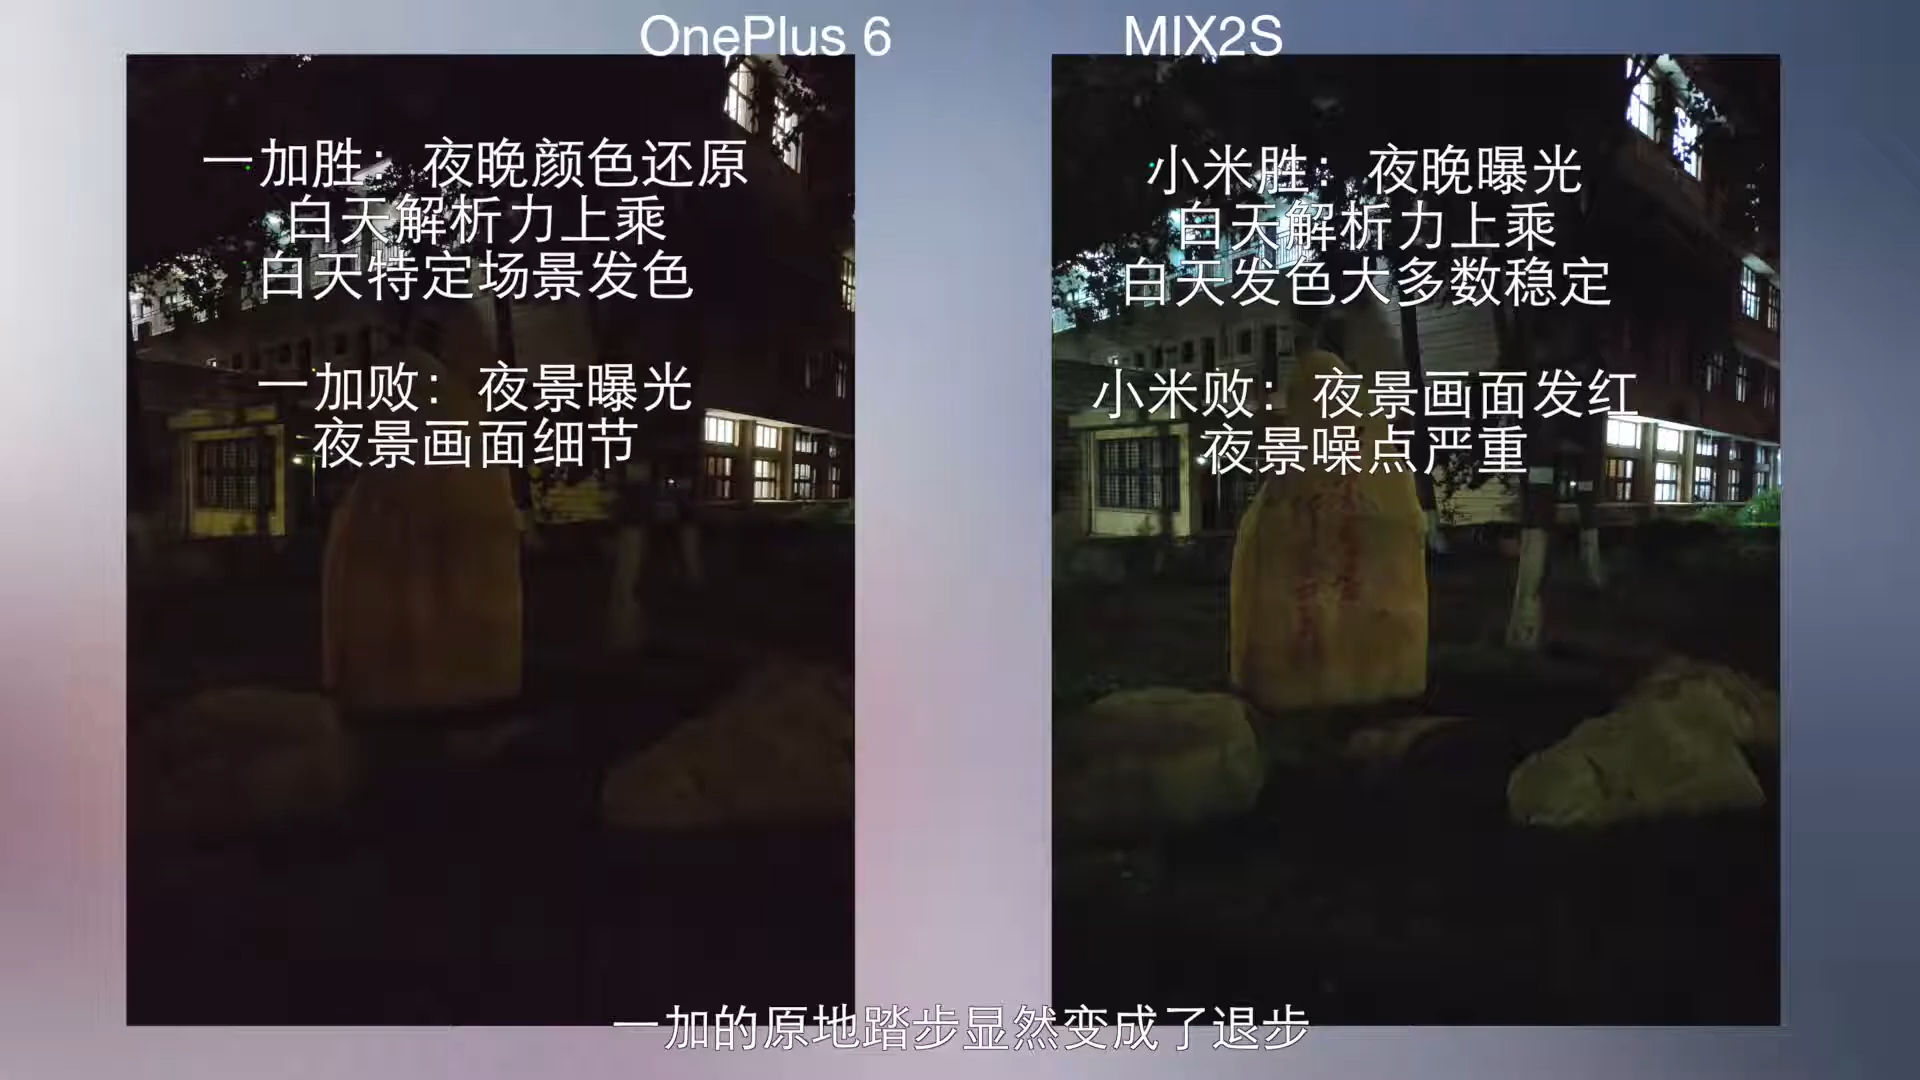 OnePlus 6
MIX2S
一加胜：夜晚颜色还原
白天解析力上乘
白天特定场景发色
一加败：夜景曝光
夜景画面细节
小米胜：夜晚曝光
白天解析力上乘
白天发色大多数稳定
小米败：夜景画面发红
夜景噪点严重
一加的原地踏步显然变成了退步